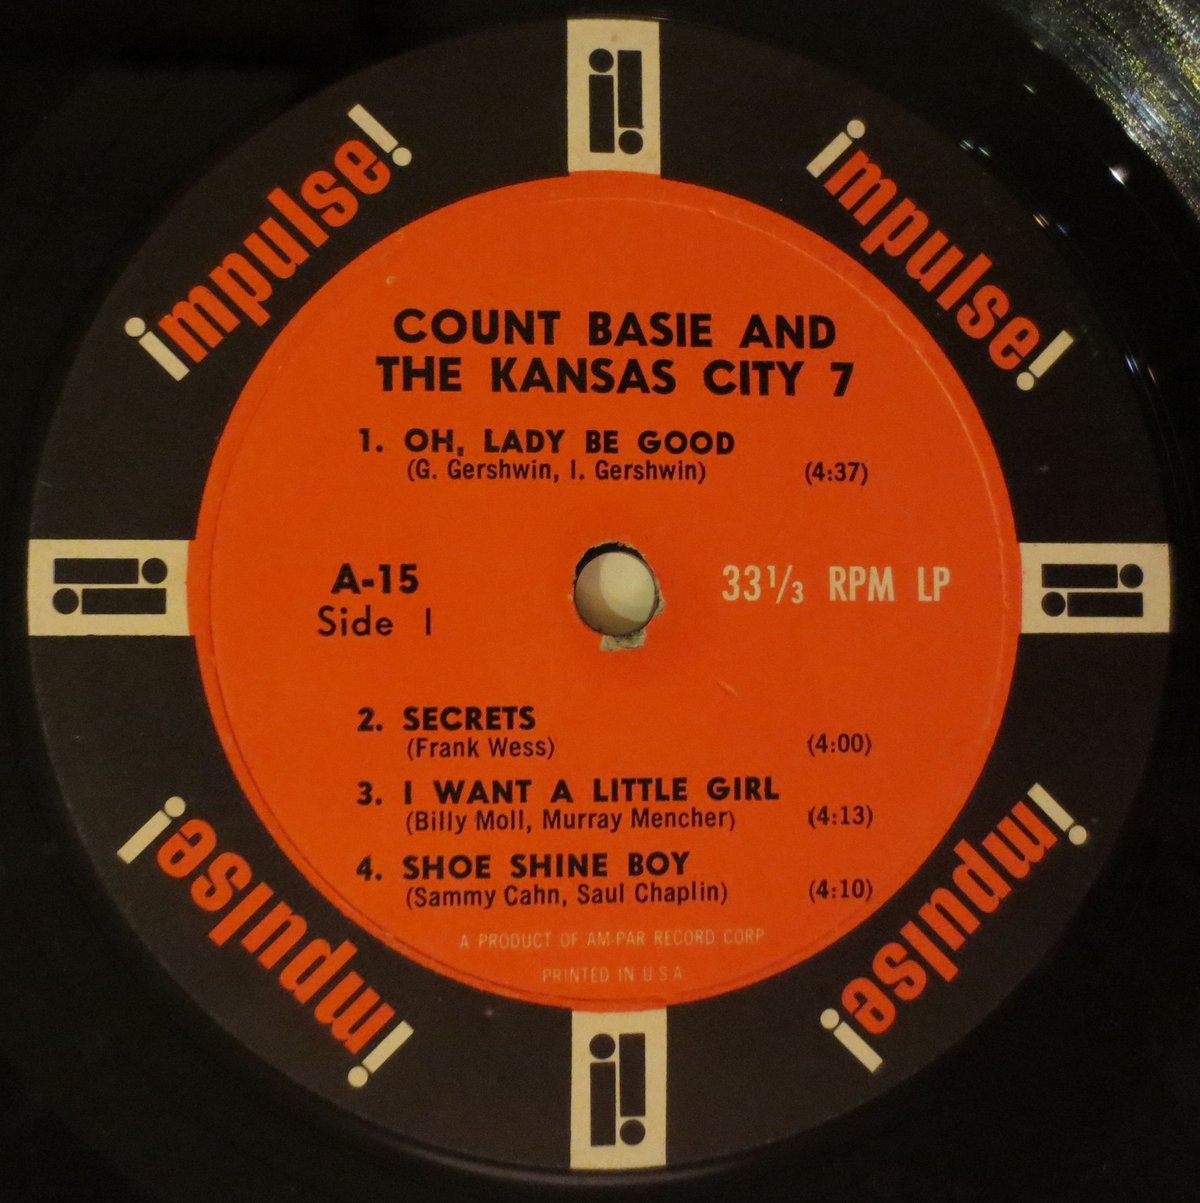 impulse!
impulse!
COUNT BASIE AND
THE KANSAS CITY 7
1. OH, LADY BE GOOD
(G. Gershwin, I. Gershwin) (4:37)
A-15
Side 1
33 1/3 RPM LP
2. SECRETS
(Frank Wess) (4:00)
3. I WANT A LITTLE GIRL
(Billy Moll, Murray Mencher) (4:13)
4. SHOE SHINE BOY
(Sammy Cahn, Saul Chaplin) (4:10)
A PRODUCT OF AM-PAR RECORD CORP
PRINTED IN U.S.A.
impulse!
impulse!